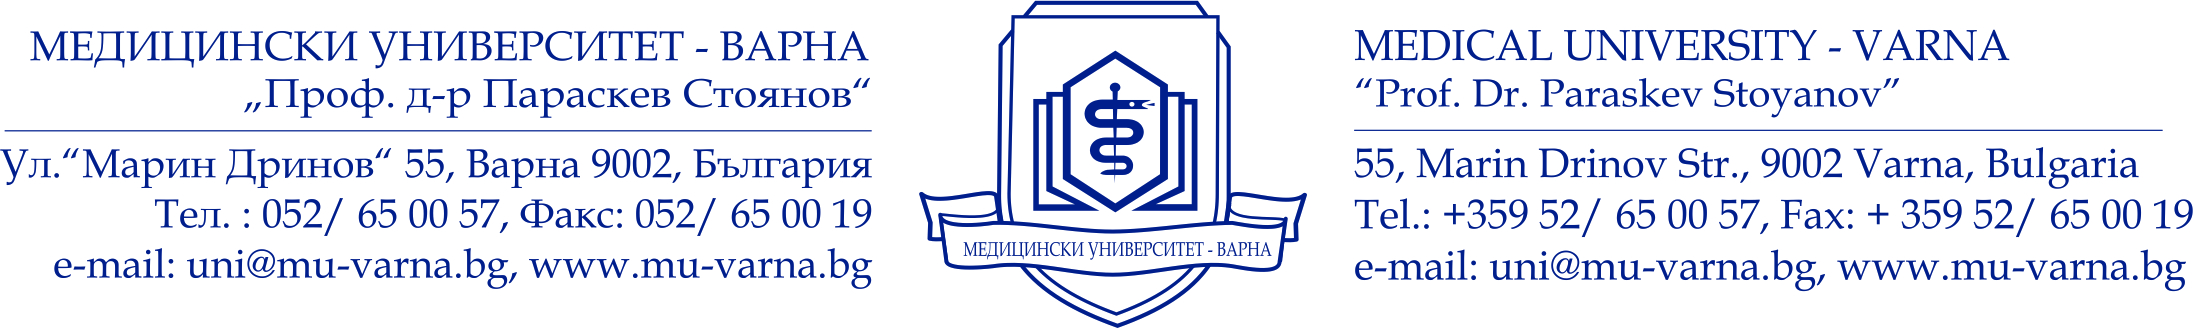 МЕДИЦИНСКИ УНИВЕРСИТЕТ - ВАРНА
„Проф. д-р Параскев Стоянов“
Ул.“Марин Дринов“ 55, Варна 9002, България
Тел. : 052/ 65 00 57, Факс: 052/ 65 00 19
e-mail: uni@mu-varna.bg, www.mu-varna.bg
МЕДИЦИНСКИ УНИВЕРСИТЕТ - ВАРНА
MEDICAL UNIVERSITY - VARNA
“Prof. Dr. Paraskev Stoyanov”
55, Marin Drinov Str., 9002 Varna, Bulgaria
Tel.: +359 52/ 65 00 57, Fax: + 359 52/ 65 00 19
e-mail: uni@mu-varna.bg, www.mu-varna.bg